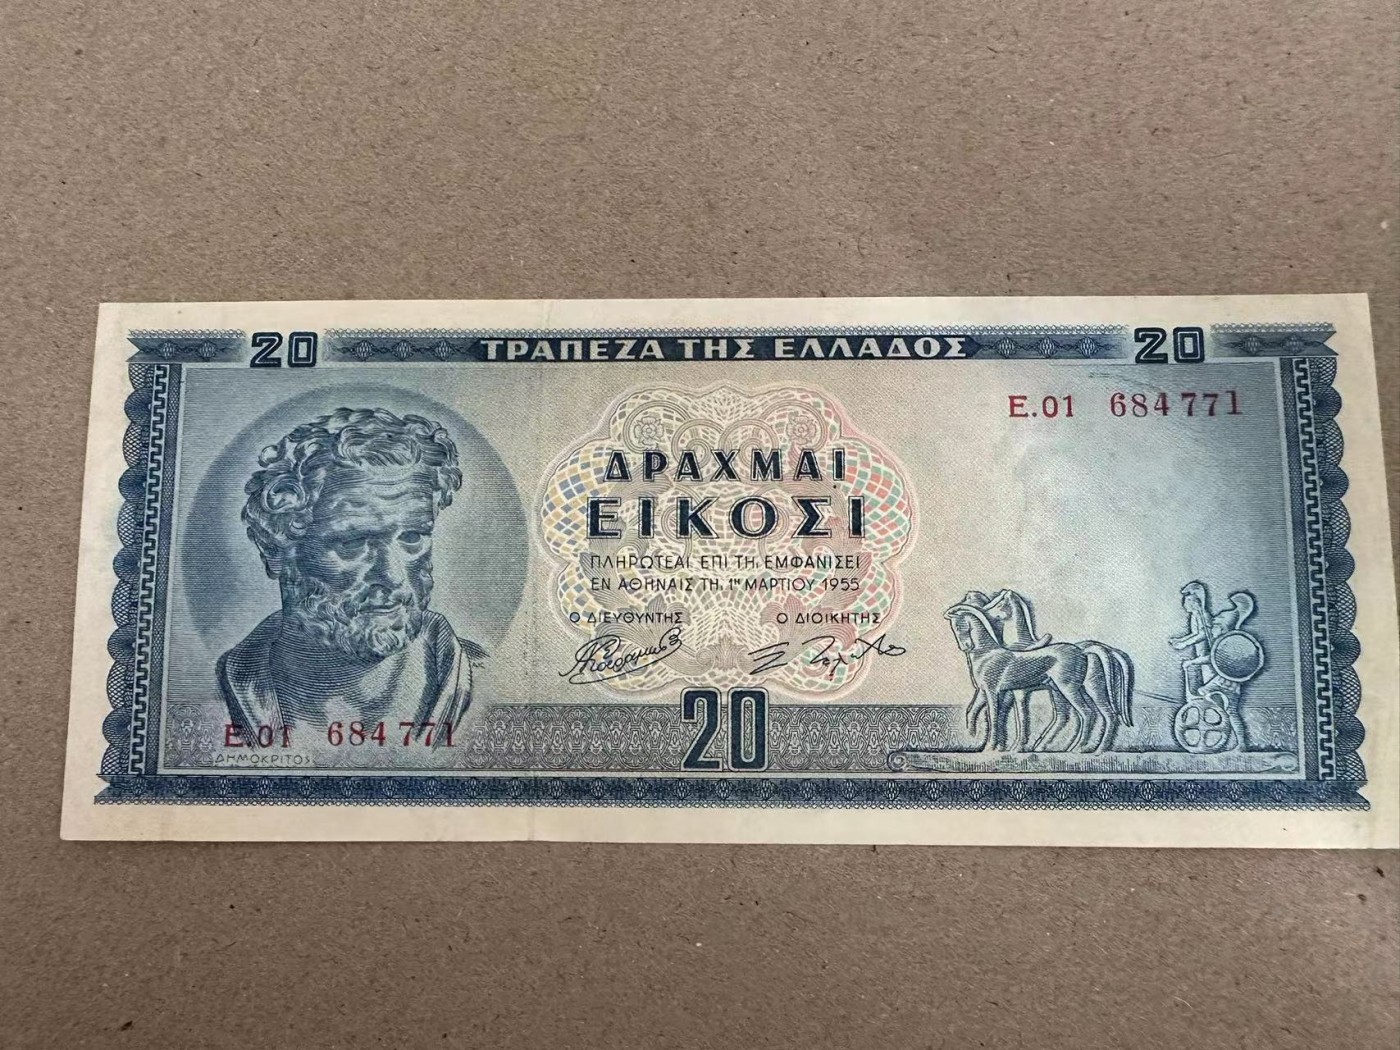 20 ΤΡΑΠΕΖΑ ΤΗΣ ΕΛΛΑΔΟΣ 20
Ε.01 684771
ΔΡΑΧΜΑΙ
ΕΙΚΟΣΙ
ΠΛΗΡΩΤΕΑΙ ΕΠΙ ΤΗ ΕΜΦΑΝΙΣΕΙ
ΕΝ ΑΘΗΝΑΙΣ ΤΗ 1η ΜΑΡΤΙΟΥ 1955
Ο ΔΙΕΥΘΥΝΤΗΣ Ο ΔΙΟΙΚΗΤΗΣ
20
Ε.01 684771
ΔΗΜΟΚΡΙΤΟΣ